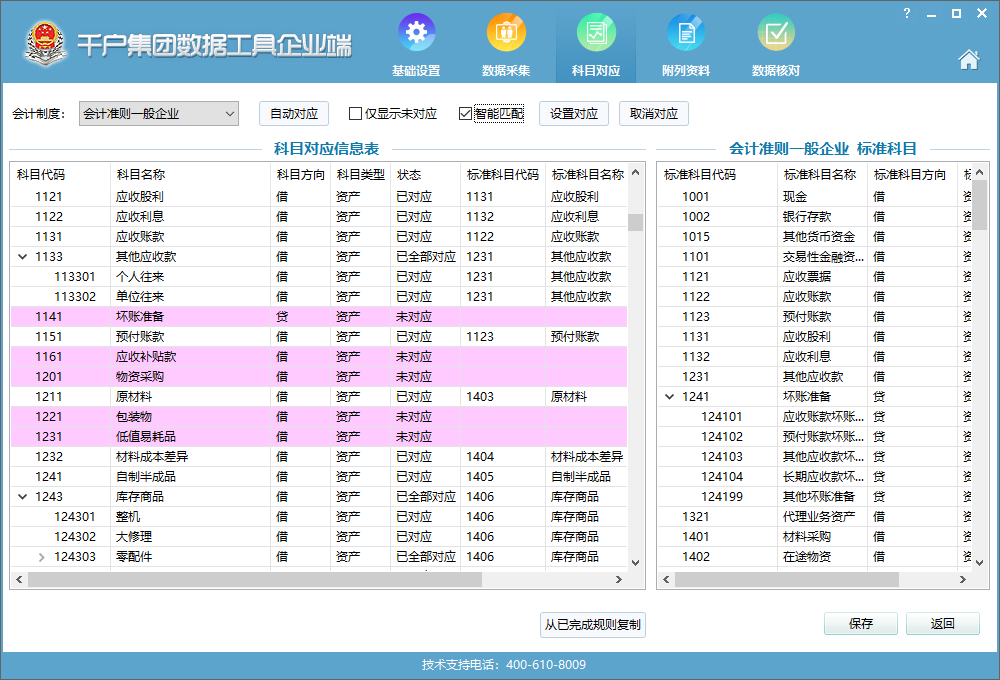 千户集团数据工具企业端
基础设置 数据采集 科目对应 附列资料 数据核对
会计制度： 会计准则一般企业 自动对应 仅显示未对应 智能匹配 设置对应 取消对应
科目对应信息表
科目代码 科目名称 科目方向 科目类型 状态 标准科目代码 标准科目名称
1121 应收股利 借 资产 已对应 1131 应收股利
1122 应收利息 借 资产 已对应 1132 应收利息
1131 应收账款 借 资产 已对应 1122 应收账款
1133 其他应收款 借 资产 已全部对应 1231 其他应收款
113301 个人往来 借 资产 已对应 1231 其他应收款
113302 单位往来 借 资产 已对应 1231 其他应收款
1141 坏账准备 贷 资产 未对应
1151 预付账款 借 资产 已对应 1123 预付账款
1161 应收补贴款 借 资产 未对应
1201 物资采购 借 资产 未对应
1211 原材料 借 资产 已对应 1403 原材料
1221 包装物 借 资产 未对应
1231 低值易耗品 借 资产 未对应
1232 材料成本差异 借 资产 已对应 1404 材料成本差异
1241 自制半成品 借 资产 已对应 1405 自制半成品
1243 库存商品 借 资产 已全部对应 1406 库存商品
124301 整机 借 资产 已对应 1406 库存商品
124302 大修理 借 资产 已对应 1406 库存商品
124303 零配件 借 资产 已全部对应 1406 库存商品
会计准则一般企业 标准科目
标准科目代码 标准科目名称 标准科目方向
1001 现金 借
1002 银行存款 借
1015 其他货币资金 借
1101 交易性金融资... 借
1121 应收票据 借
1122 应收账款 借
1123 预付账款 借
1131 应收股利 借
1132 应收利息 借
1231 其他应收款 借
1241 坏账准备 贷
124101 应收账款坏账... 贷
124102 预付账款坏账... 贷
124103 其他应收款坏... 贷
124104 长期应收款坏... 贷
124199 其他坏账准备 贷
1321 代理业务资产 借
1401 材料采购 借
1402 在途物资 借
从已完成规则复制 保存 返回
技术支持电话：400-610-8009